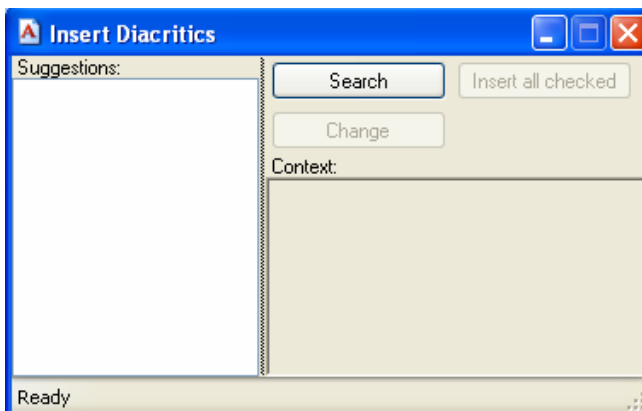 Insert Diacritics
Suggestions:
Search
Insert all checked
Change
Context:
Ready